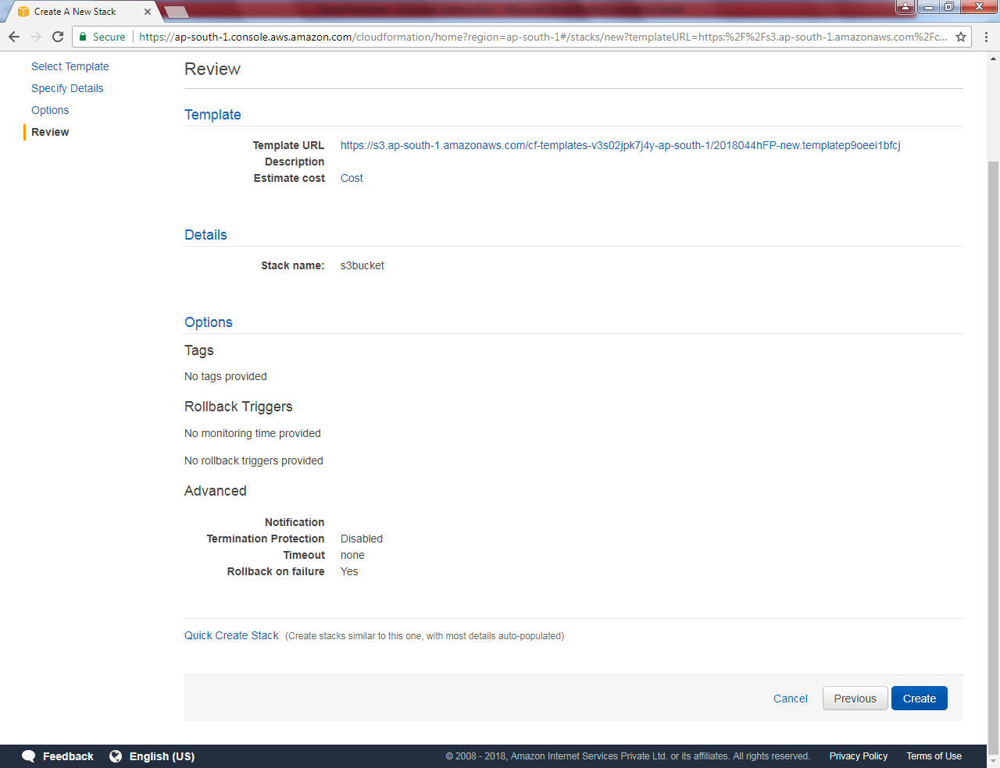 Create A New Stack
Secure https://ap-south-1.console.aws.amazon.com/cloudformation/home?region=ap-south-1#/stacks/new?templateURL=https:%2F%2Fs3.ap-south-1.amazonaws.com%2Fc...
Select Template
Specify Details
Options
Review
Review
Template
Template URL https://s3.ap-south-1.amazonaws.com/cf-templates-v3s02jpk7j4y-ap-south-1/2018044hFP-new.templatep9oeei1bfcj
Description
Estimate cost Cost
Details
Stack name: s3bucket
Options
Tags
No tags provided
Rollback Triggers
No monitoring time provided
No rollback triggers provided
Advanced
Notification
Termination Protection Disabled
Timeout none
Rollback on failure Yes
Quick Create Stack (Create stacks similar to this one, with most details auto-populated)
Cancel Previous Create
Feedback English (US) © 2008 - 2018, Amazon Internet Services Private Ltd. or its affiliates. All rights reserved. Privacy Policy Terms of Use